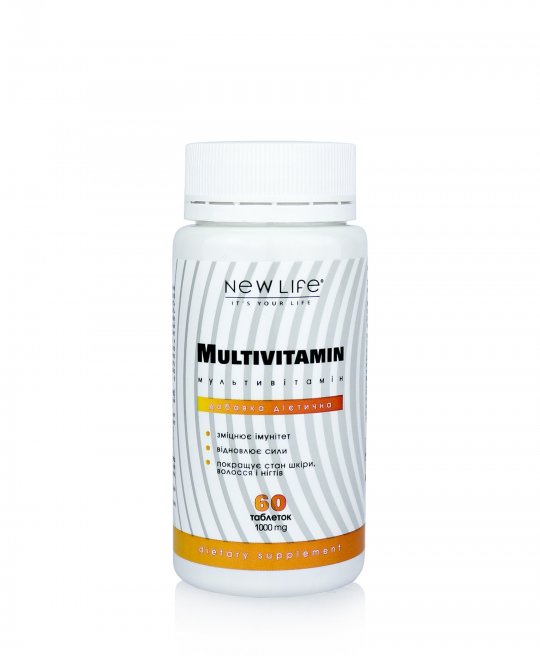 New Life®
IT'S YOUR LIFE
MULTIVITAMIN
мультивітамін
добавка дієтична
зміцнює імунітет
відновлює сили
покращує стан шкіри,
волосся і нігтів
60
таблеток
1000 mg
dietary supplement